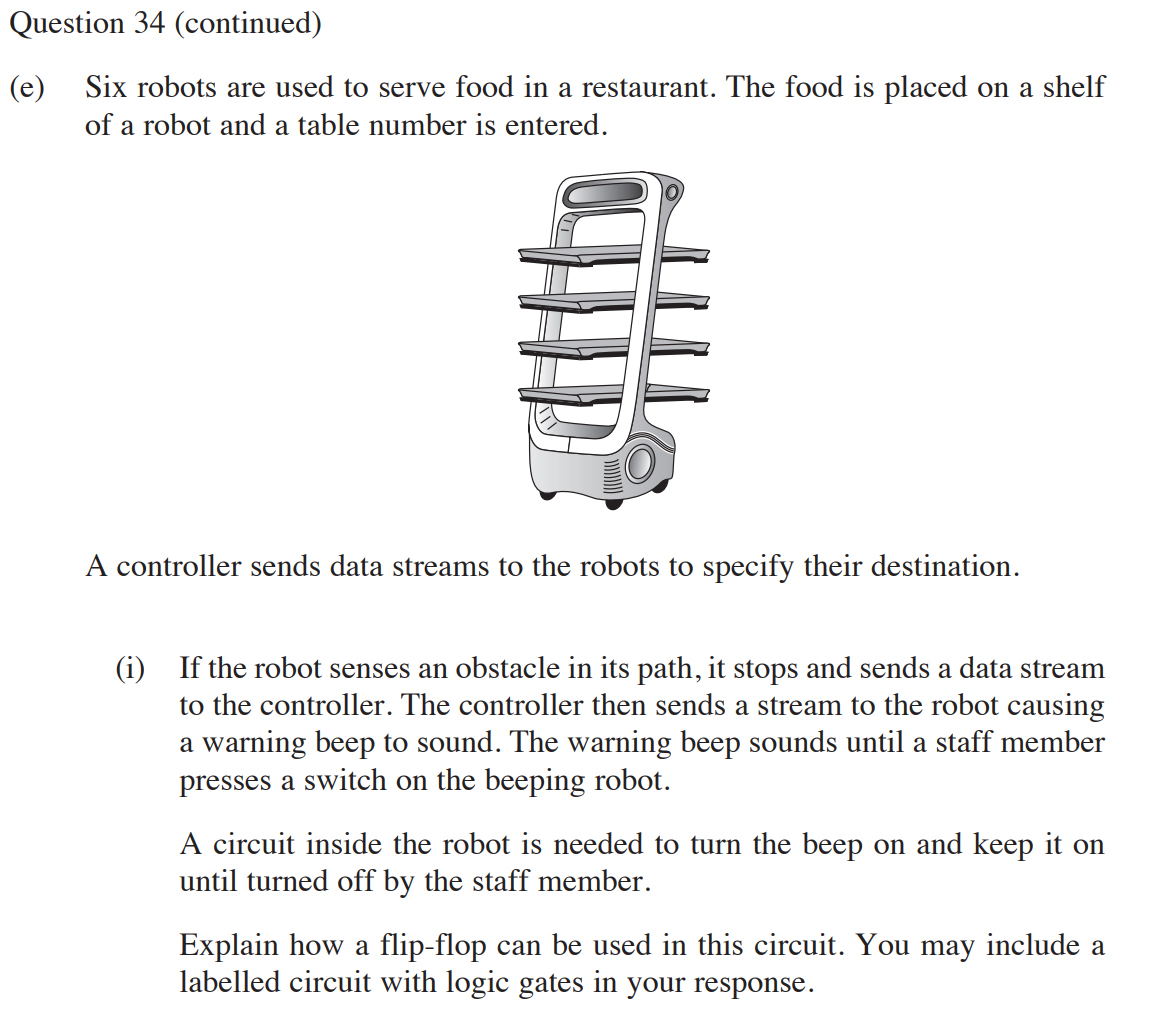 Question 34 (continued)
(e) Six robots are used to serve food in a restaurant. The food is placed on a shelf
of a robot and a table number is entered.
A controller sends data streams to the robots to specify their destination.
(i) If the robot senses an obstacle in its path, it stops and sends a data stream
to the controller. The controller then sends a stream to the robot causing
a warning beep to sound. The warning beep sounds until a staff member
presses a switch on the beeping robot.
A circuit inside the robot is needed to turn the beep on and keep it on
until turned off by the staff member.
Explain how a flip-flop can be used in this circuit. You may include a
labelled circuit with logic gates in your response.